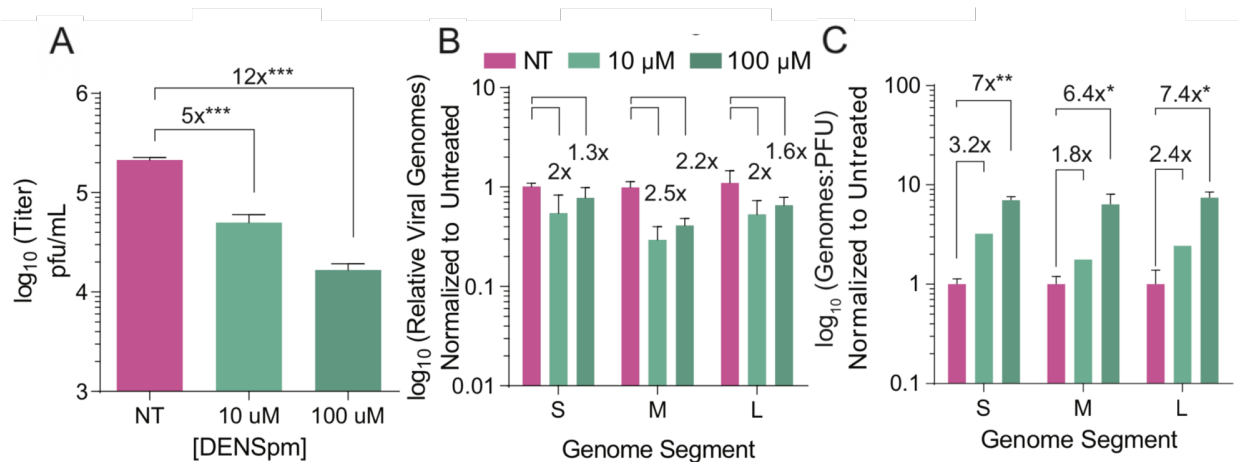 A
12x***
5x***
6
5
4
3
log10 (Titer)
pfu/mL
NT
10 uM
100 uM
[DENSpm]
B
NT
10 μM
100 μM
10
1
0.1
0.01
log10 (Relative Viral Genomes)
Normalized to Untreated
2x
1.3x
2.5x
2.2x
2x
1.6x
S
M
L
Genome Segment
C
100
10
1
0.1
log10 (Genomes:PFU)
Normalized to Untreated
7x**
3.2x
6.4x*
1.8x
7.4x*
2.4x
S
M
L
Genome Segment